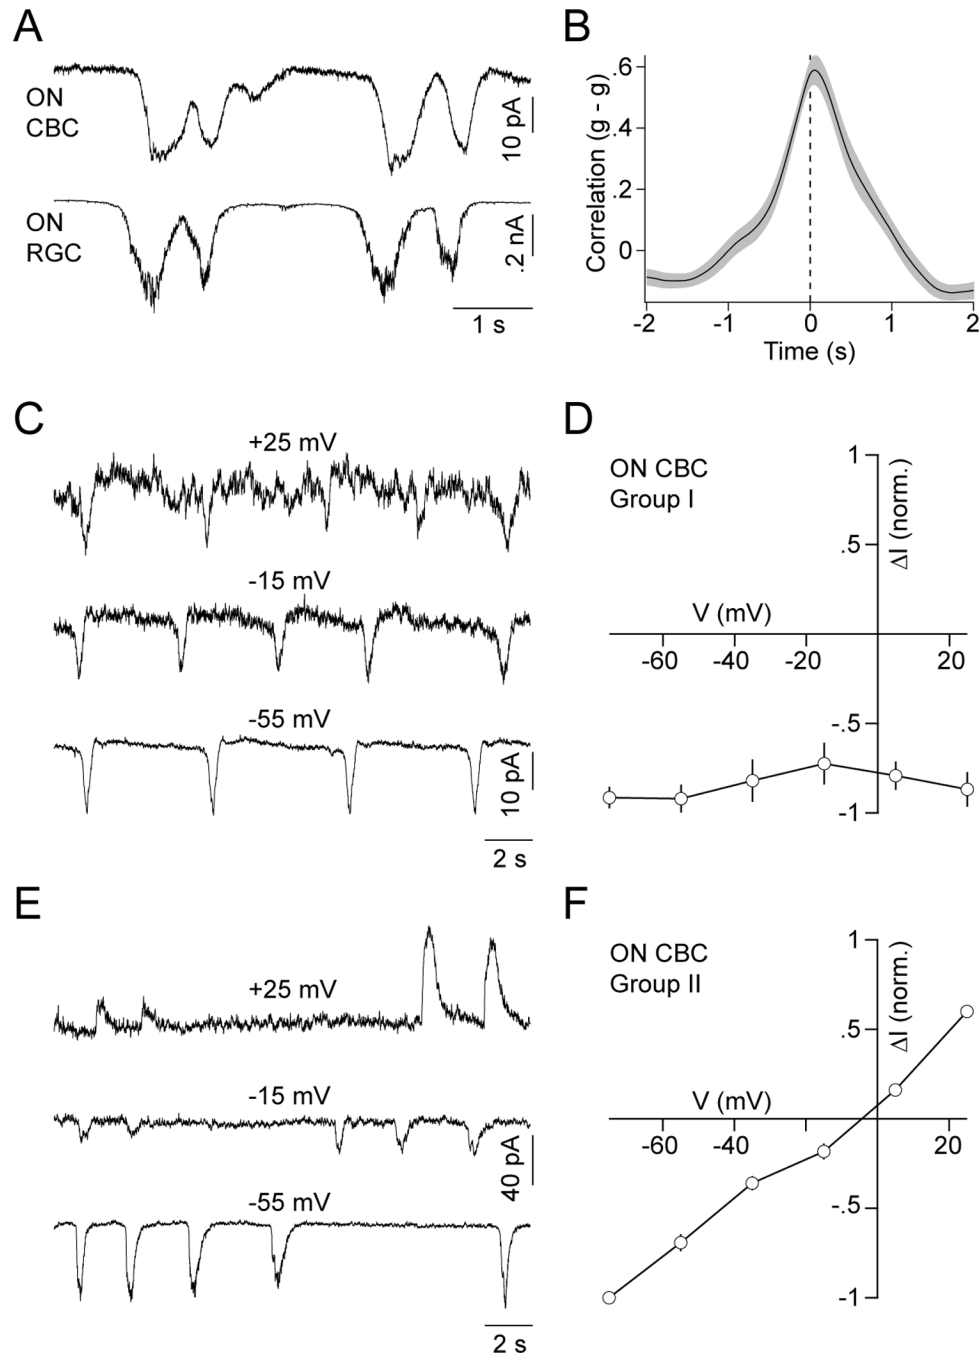 A
ON
CBC
10 pA
ON
RGC
.2 nA
1 s
B
Correlation (g - g)
.6
.4
.2
0
-2
-1
0
1
2
Time (s)
C
+25 mV
-15 mV
-55 mV
10 pA
2 s
D
ON CBC
Group I
1
.5
ΔI (norm.)
V (mV)
-60
-40
-20
20
-.5
-1
E
+25 mV
-15 mV
40 pA
-55 mV
2 s
F
ON CBC
Group II
1
.5
ΔI (norm.)
V (mV)
-60
-40
-20
20
-.5
-1